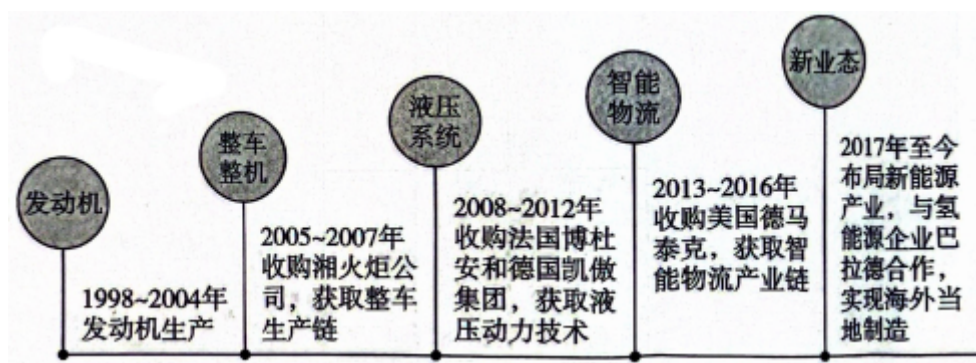 发动机
1998~2004年
发动机生产
整车
整机
2005~2007年
收购湘火炬公
司，获取整车
生产链
液压
系统
2008~2012年
收购法国博杜
安和德国凯傲
集团，获取液
压动力技术
智能
物流
2013~2016年
收购美国德马
泰克，获取智
能物流产业链
新业态
2017年至今
布局新能源
产业，与氢
能源企业巴
拉德合作，
实现海外当
地制造